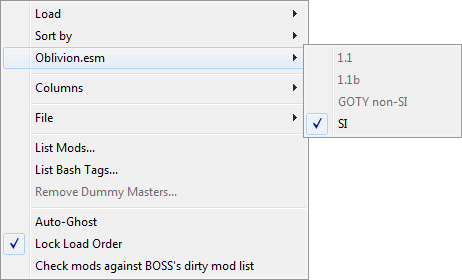 Load
Sort by
Oblivion.esm
1.1
1.1b
GOTY non-SI
SI
Columns
File
List Mods...
List Bash Tags...
Remove Dummy Masters...
Auto-Ghost
Lock Load Order
Check mods against BOSS's dirty mod list